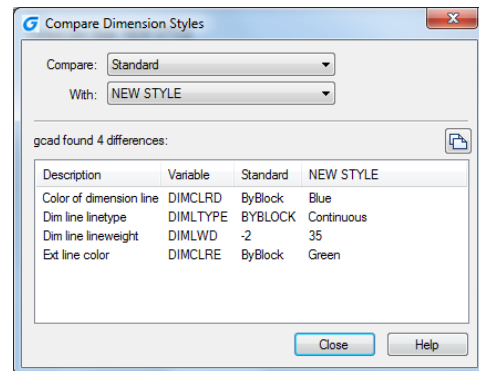 Compare Dimension Styles
Compare: Standard
With: NEW STYLE
gcad found 4 differences:
Description Variable Standard NEW STYLE
Color of dimension line DIMCLRD ByBlock Blue
Dim line linetype DIMLTYPE BYBLOCK Continuous
Dim line lineweight DIMLWD -2 35
Ext line color DIMCLRE ByBlock Green
Close Help